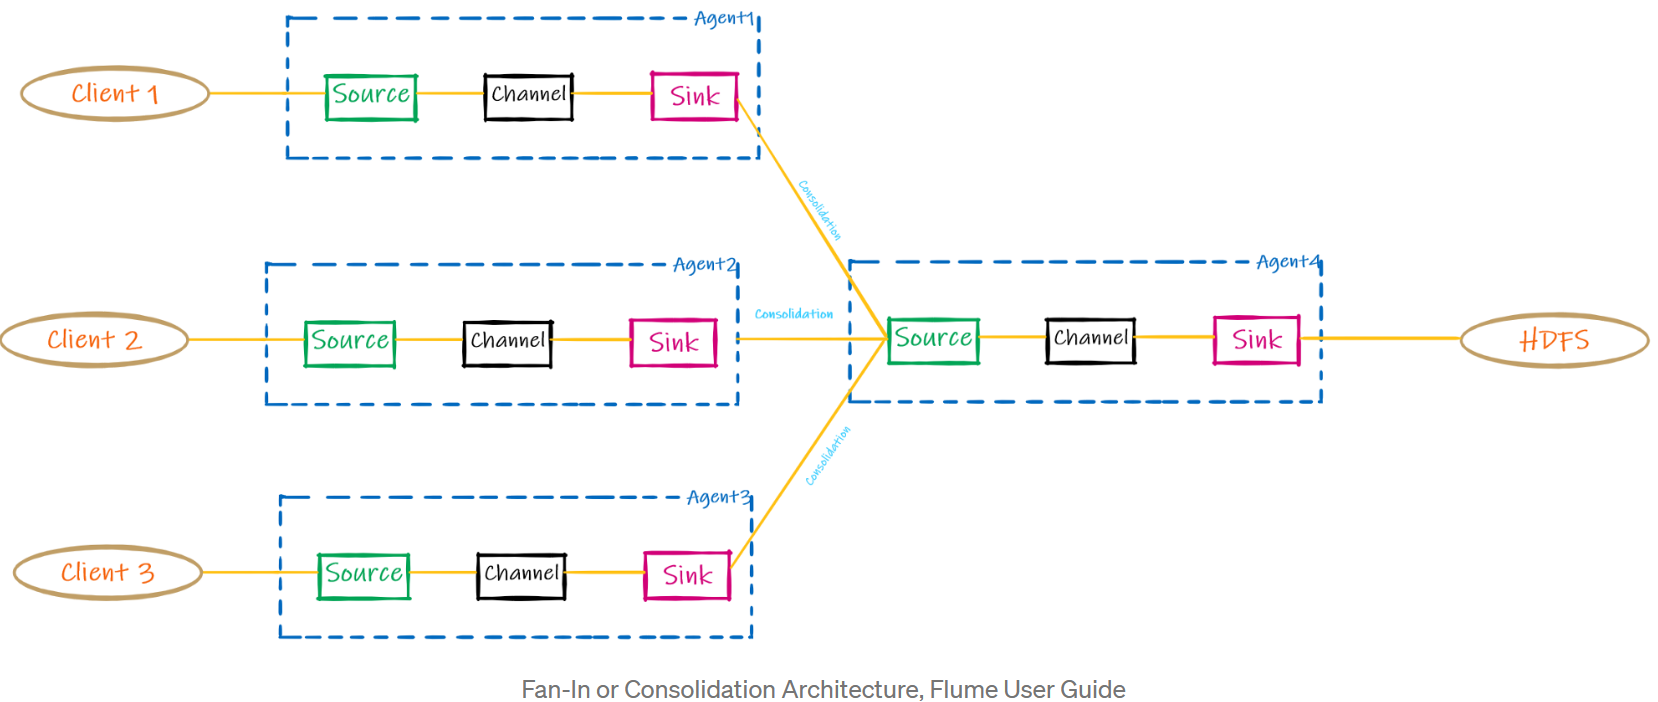 Agent1
Client 1
Source
Channel
Sink
Consolidation
Agent2
Client 2
Source
Channel
Sink
Consolidation
Agent4
Source
Channel
Sink
HDFS
Consolidation
Agent3
Client 3
Source
Channel
Sink
Fan-In or Consolidation Architecture, Flume User Guide